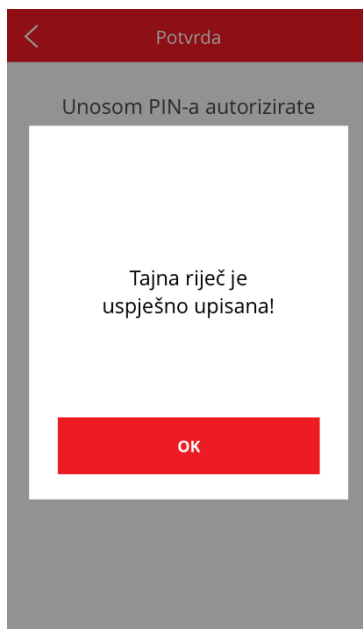 Potvrda
Unosom PIN-a autorizirate
Tajna riječ je
uspješno upisana!
OK